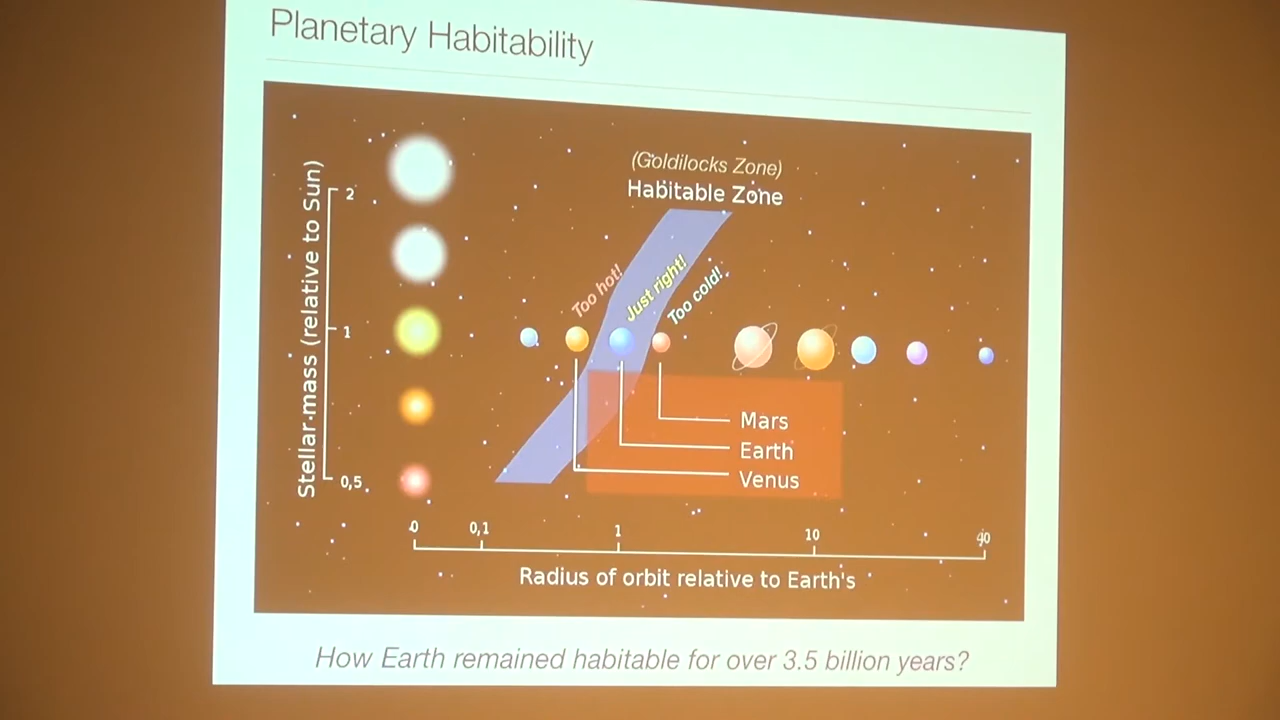 Planetary Habitability
(Goldilocks Zone)
Habitable Zone
Stellar mass (relative to Sun)
2
1
0,5
Too hot!
Just right!
Too cold!
Mars
Earth
Venus
0
0,1
1
10
40
Radius of orbit relative to Earth's
How Earth remained habitable for over 3.5 billion years?